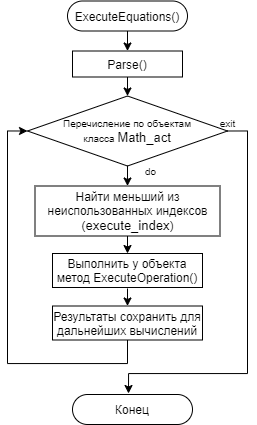 ExecuteEquations()
Parse()
Перечисление по объектам
класса Math_act
exit
do
Найти меньший из
неиспользованных индексов
(execute_index)
Выполнить у объекта
метод ExecuteOperation()
Результаты сохранить для
дальнейших вычислений
Конец